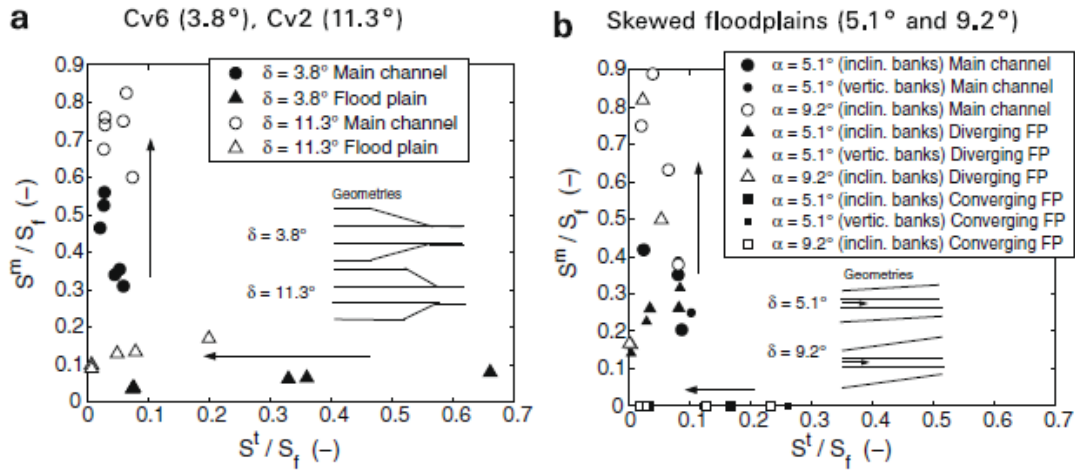 a Cv6 (3.8°), Cv2 (11.3°)
0.9
0.8
0.7
0.6
0.5
0.4
0.3
0.2
0.1
0
S^m / S_f (–)
δ = 3.8° Main channel
δ = 3.8° Flood plain
δ = 11.3° Main channel
δ = 11.3° Flood plain
Geometries
δ = 3.8°
δ = 11.3°
0 0.1 0.2 0.3 0.4 0.5 0.6 0.7
S^t / S_f (–)
b Skewed floodplains (5.1° and 9.2°)
0.9
0.8
0.7
0.6
0.5
0.4
0.3
0.2
0.1
0
S^m / S_f (–)
α = 5.1° (inclin. banks) Main channel
α = 5.1° (vertic. banks) Main channel
α = 9.2° (inclin. banks) Main channel
α = 5.1° (inclin. banks) Diverging FP
α = 5.1° (vertic. banks) Diverging FP
α = 9.2° (inclin. banks) Diverging FP
α = 5.1° (inclin. banks) Converging FP
α = 5.1° (vertic. banks) Converging FP
α = 9.2° (inclin. banks) Converging FP
Geometries
δ = 5.1°
δ = 9.2°
0 0.1 0.2 0.3 0.4 0.5 0.6 0.7
S^t / S_f (–)